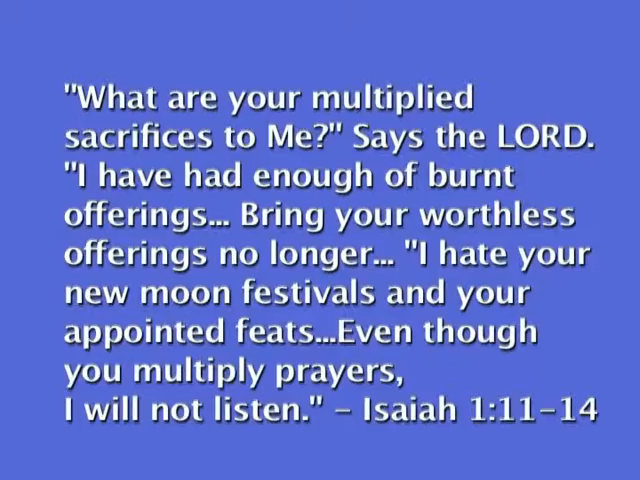 "What are your multiplied
sacrifices to Me?" Says the LORD.
"I have had enough of burnt
offerings... Bring your worthless
offerings no longer... "I hate your
new moon festivals and your
appointed feats...Even though
you multiply prayers,
I will not listen." - Isaiah 1:11-14